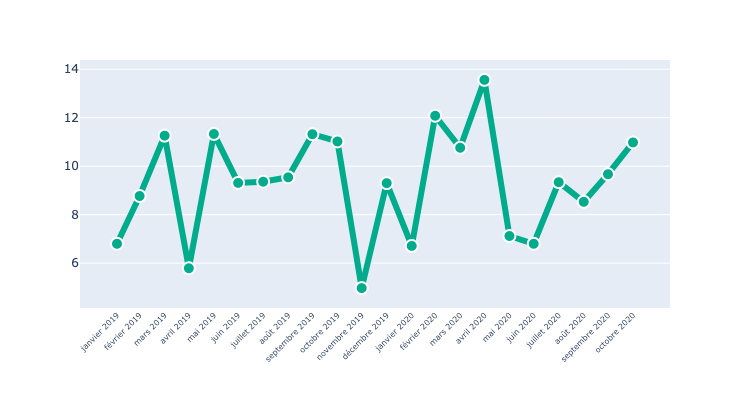 14
12
10
8
6
janvier 2019
février 2019
mars 2019
avril 2019
mai 2019
juin 2019
juillet 2019
août 2019
septembre 2019
octobre 2019
novembre 2019
décembre 2019
janvier 2020
février 2020
mars 2020
avril 2020
mai 2020
juin 2020
juillet 2020
août 2020
septembre 2020
octobre 2020